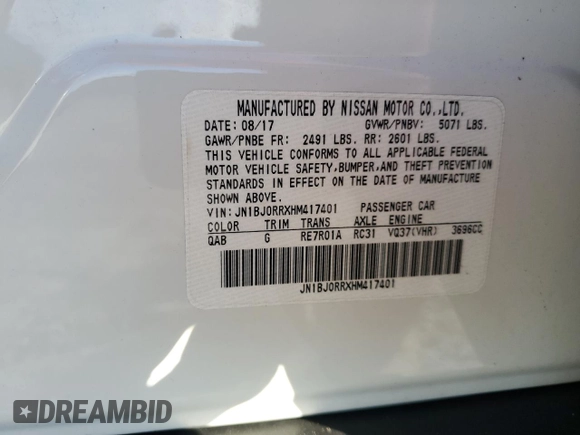 MANUFACTURED BY NISSAN MOTOR CO.,LTD.
DATE: 08/17 GVWR/PNBV: 5071 LBS.
GAWR/PNBE FR: 2491 LBS. RR: 2601 LBS.
THIS VEHICLE CONFORMS TO ALL APPLICABLE FEDERAL
MOTOR VEHICLE SAFETY,BUMPER,AND THEFT PREVENTION
STANDARDS IN EFFECT ON THE DATE OF MANUFACTURE
SHOWN ABOVE.
VIN: JN1BJ0RRXHM417401 PASSENGER CAR
COLOR TRIM TRANS AXLE ENGINE
QAB G RE7R01A RC31 VQ37(VHR) 3696CC
JN1BJ0RRXHM417401
DREAMBID